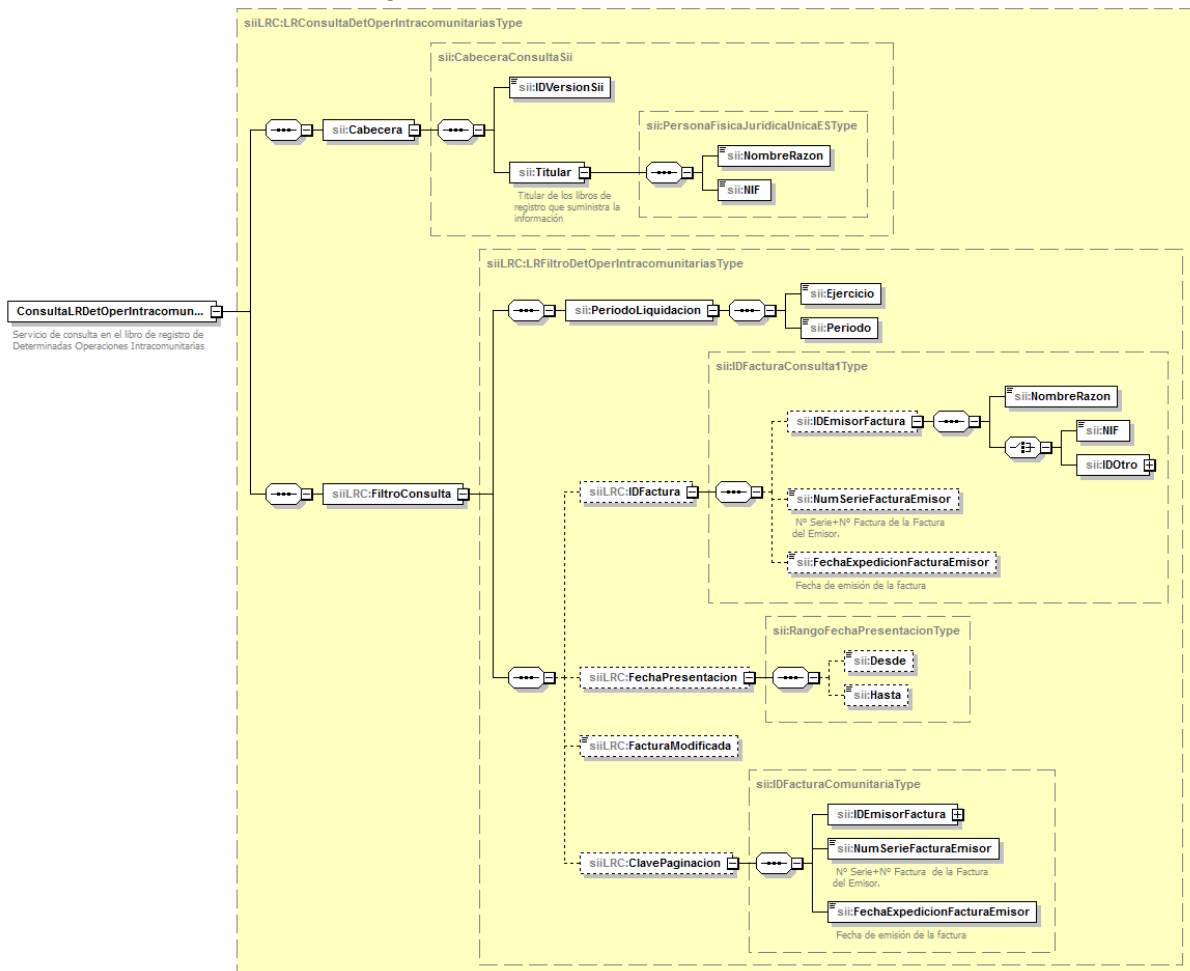 siiLRC:LRConsultaDetOperIntracomunitariasType
sii:CabeceraConsultaSii
sii:IDVersionSii
sii:PersonaFisicaJuridicaUnicaESType
sii:Cabecera
sii:NombreRazon
sii:Titular
sii:NIF
Titular de los libros de
registro que suministra la
información
siiLRC:LRFiltroDetOperIntracomunitariasType
sii:Ejercicio
ConsultaLRDetOperIntracomun...
sii:PeriodoLiquidacion
sii:Periodo
Servicio de consulta en el libro de registro de
Determinadas Operaciones Intracomunitarias
sii:IDFacturaConsulta1Type
sii:NombreRazon
sii:IDEmisorFactura
sii:NIF
sii:IDOtro
siiLRC:FiltroConsulta
siiLRC:IDFactura
sii:NumSerieFacturaEmisor
Nº Serie+Nº Factura de la Factura
del Emisor.
sii:FechaExpedicionFacturaEmisor
Fecha de emisión de la factura
sii:RangoFechaPresentacionType
sii:Desde
siiLRC:FechaPresentacion
sii:Hasta
siiLRC:FacturaModificada
sii:IDFacturaComunitariaType
sii:IDEmisorFactura
sii:NumSerieFacturaEmisor
siiLRC:ClavePaginacion
Nº Serie+Nº Factura  de la Factura
del Emisor.
sii:FechaExpedicionFacturaEmisor
Fecha de emisión de la factura